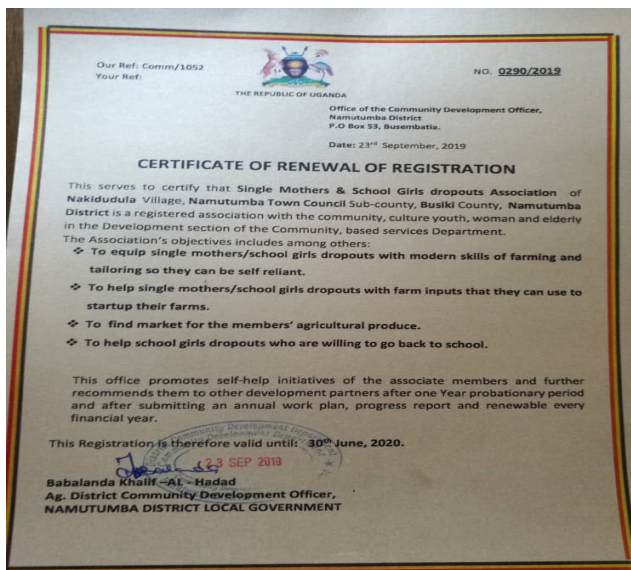 Our Ref: Comm/1052
Your Ref:
NO. 0290/2019
THE REPUBLIC OF UGANDA
Office of the Community Development Officer,
Namutumba District
P.O Box 53, Busembatia.
Date: 23rd September, 2019
CERTIFICATE OF RENEWAL OF REGISTRATION
This serves to certify that Single Mothers & School Girls dropouts Association of
Nakidudula Village, Namutumba Town Council Sub-county, Busiki County, Namutumba
District is a registered association with the community, culture youth, woman and elderly
in the Development section of the Community, based services Department.
The Association's objectives includes among others:
❖ To equip single mothers/school girls dropouts with modern skills of farming and
tailoring so they can be self reliant.
❖ To help single mothers/school girls dropouts with farm inputs that they can use to
startup their farms.
❖ To find market for the members' agricultural produce.
❖ To help school girls dropouts who are willing to go back to school.
This office promotes self-help initiatives of the associate members and further
recommends them to other development partners after one Year probationary period
and after submitting an annual work plan, progress report and renewable every
financial year.
This Registration is therefore valid until: 30th June, 2020.
23 SEP 2019
Babalanda Khalif –AL - Hadad
Ag. District Community Development Officer,
NAMUTUMBA DISTRICT LOCAL GOVERNMENT